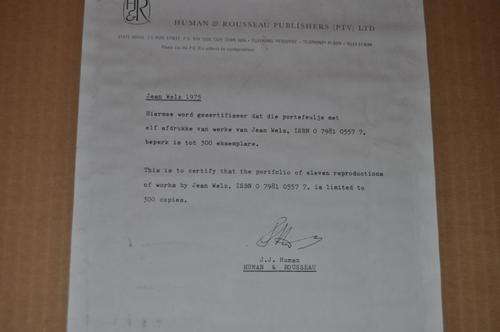 H&R
HUMAN & ROUSSEAU PUBLISHERS (PTY) LTD
Jean Welz 1975
Hiermee word gesertifiseer dat die portefeulje met
elf afdrukke van werke van Jean Welz, ISBN 0 7981 0557 7,
beperk is tot 300 eksemplare.
This is to certify that the portfolio of eleven reproductions
of works by Jean Welz, ISBN 0 7981 0557 7, is limited to
300 copies.
J.J. Human
HUMAN & ROUSSEAU